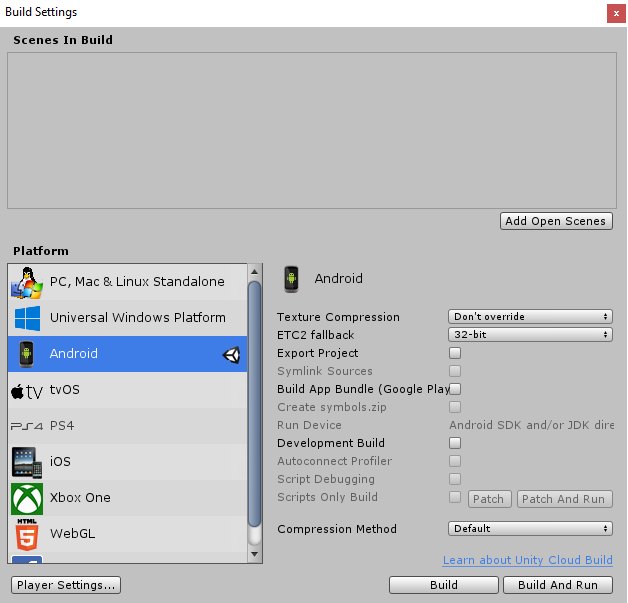 Build Settings
x
Scenes In Build
Add Open Scenes
Platform
PC, Mac & Linux Standalone
Universal Windows Platform
Android
tv tvOS
PS4 PS4
iOS
Xbox One
HTML
5 WebGL
Player Settings...
Android
Texture Compression Don't override
ETC2 fallback 32-bit
Export Project
Symlink Sources
Build App Bundle (Google Play
Create symbols.zip
Run Device Android SDK and/or JDK dire
Development Build
Autoconnect Profiler
Script Debugging
Scripts Only Build Patch Patch And Run
Compression Method Default
Learn about Unity Cloud Build
Build Build And Run